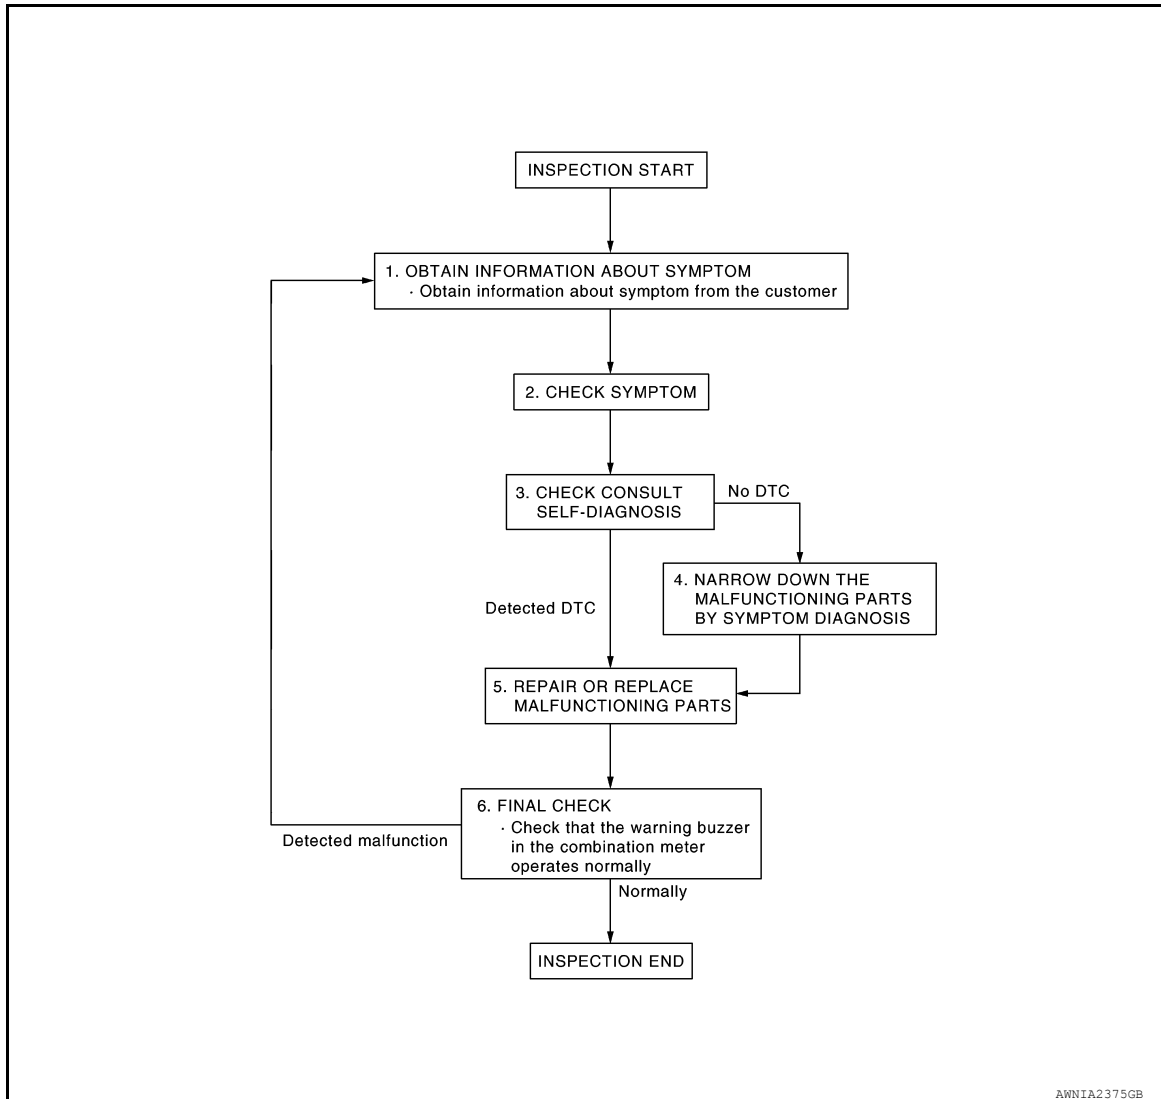 INSPECTION START
1. OBTAIN INFORMATION ABOUT SYMPTOM
· Obtain information about symptom from the customer
2. CHECK SYMPTOM
3. CHECK CONSULT
SELF-DIAGNOSIS
No DTC
4. NARROW DOWN THE
MALFUNCTIONING PARTS
BY SYMPTOM DIAGNOSIS
Detected DTC
5. REPAIR OR REPLACE
MALFUNCTIONING PARTS
6. FINAL CHECK
· Check that the warning buzzer
in the combination meter
operates normally
Detected malfunction
Normally
INSPECTION END
AWNIA2375GB